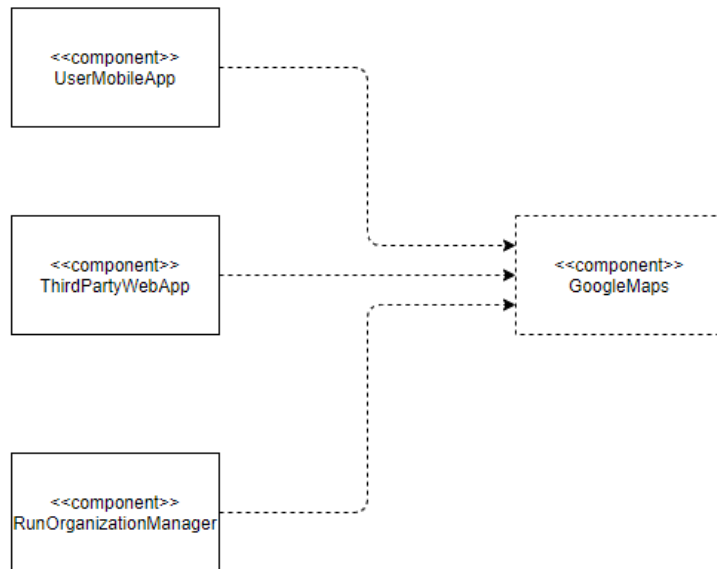 <<component>>
UserMobileApp
<<component>>
ThirdPartyWebApp
<<component>>
GoogleMaps
<<component>>
RunOrganizationManager